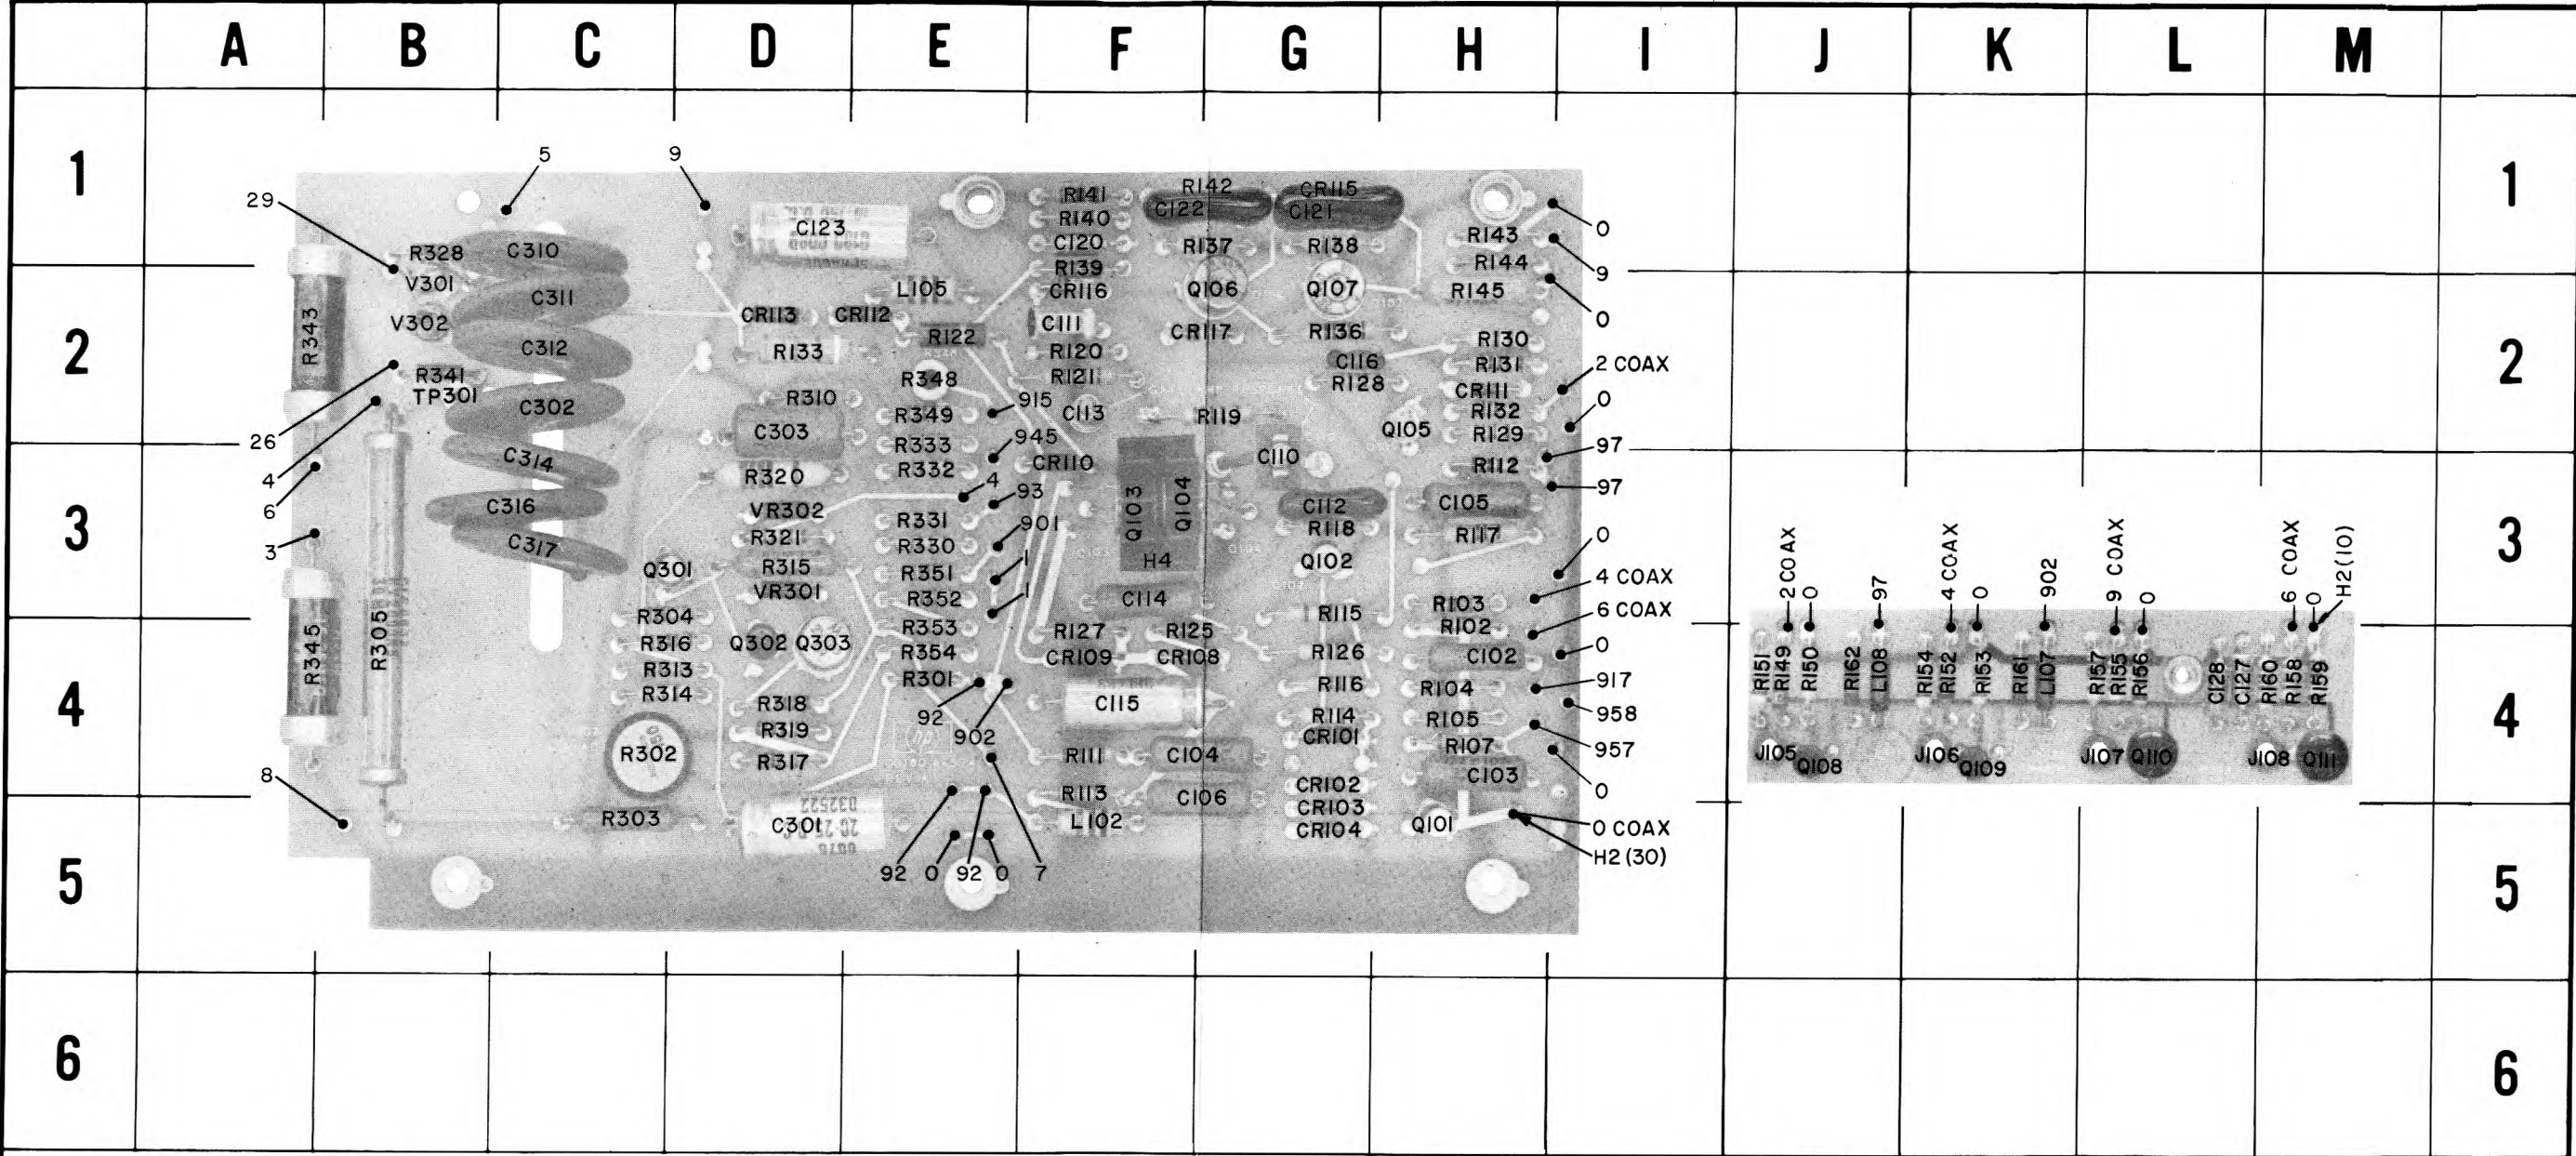 A B C D E F G H I J K L M
1 1
5 9
29
R141 R142 CR115
C122 C121
R140
C123
C120 R137 R138 R143
0
R328 C310
R139 R144
9
V301
L105 CR116 Q106 Q107 R145
C311
0
V302 CR113 CR112 C111 CR117 R136
R343
R122
2 2
C312 R133 R120 C116 R130
R131
2 COAX
R341 R348 R121 R128 CR111
TP301 R310
915
0
C302 R349 C113 R119 R132
C303 Q105 R129
26
945
R333
97
C314 R332 CR110 C110 R112
4
R320
4
93
97
6
C316 VR302 Q103 Q104 C112 C105
901
R331 R118 R117
3 3
3
R321 R330
0
C317
1
Q301 R315 R351 H4 Q102
4 COAX
VR301 R352 C114 R103
1
6 COAX
R304 R353 R127 R125 R115 R102
0
R345 R305 R316 Q302 Q303 R354 CR109 CR108 R126 C102
R313 R301 R116 R104
917
R314 R318 C115
958
92
R114 R105
902
R319 CR101 R107
957
4 4
R302 R317 R111 C104
8
C103
0
CR102
R113 C106
032522
CR103
R303 C301 L102 CR104 Q101
0 COAX
H2 (30)
92 0 92 0 7
5 5
2 COAX 0 97 4 COAX 0 902 9 COAX 0 6 COAX 0 H2(10)
R151 R149 R150 R162 L108 R154 R152 R153 R161 L107 R157 R155 R156 C128 C127 R160 R158 R159
J105 Q108 J106 Q109 J107 Q110 J108 Q111
6 6